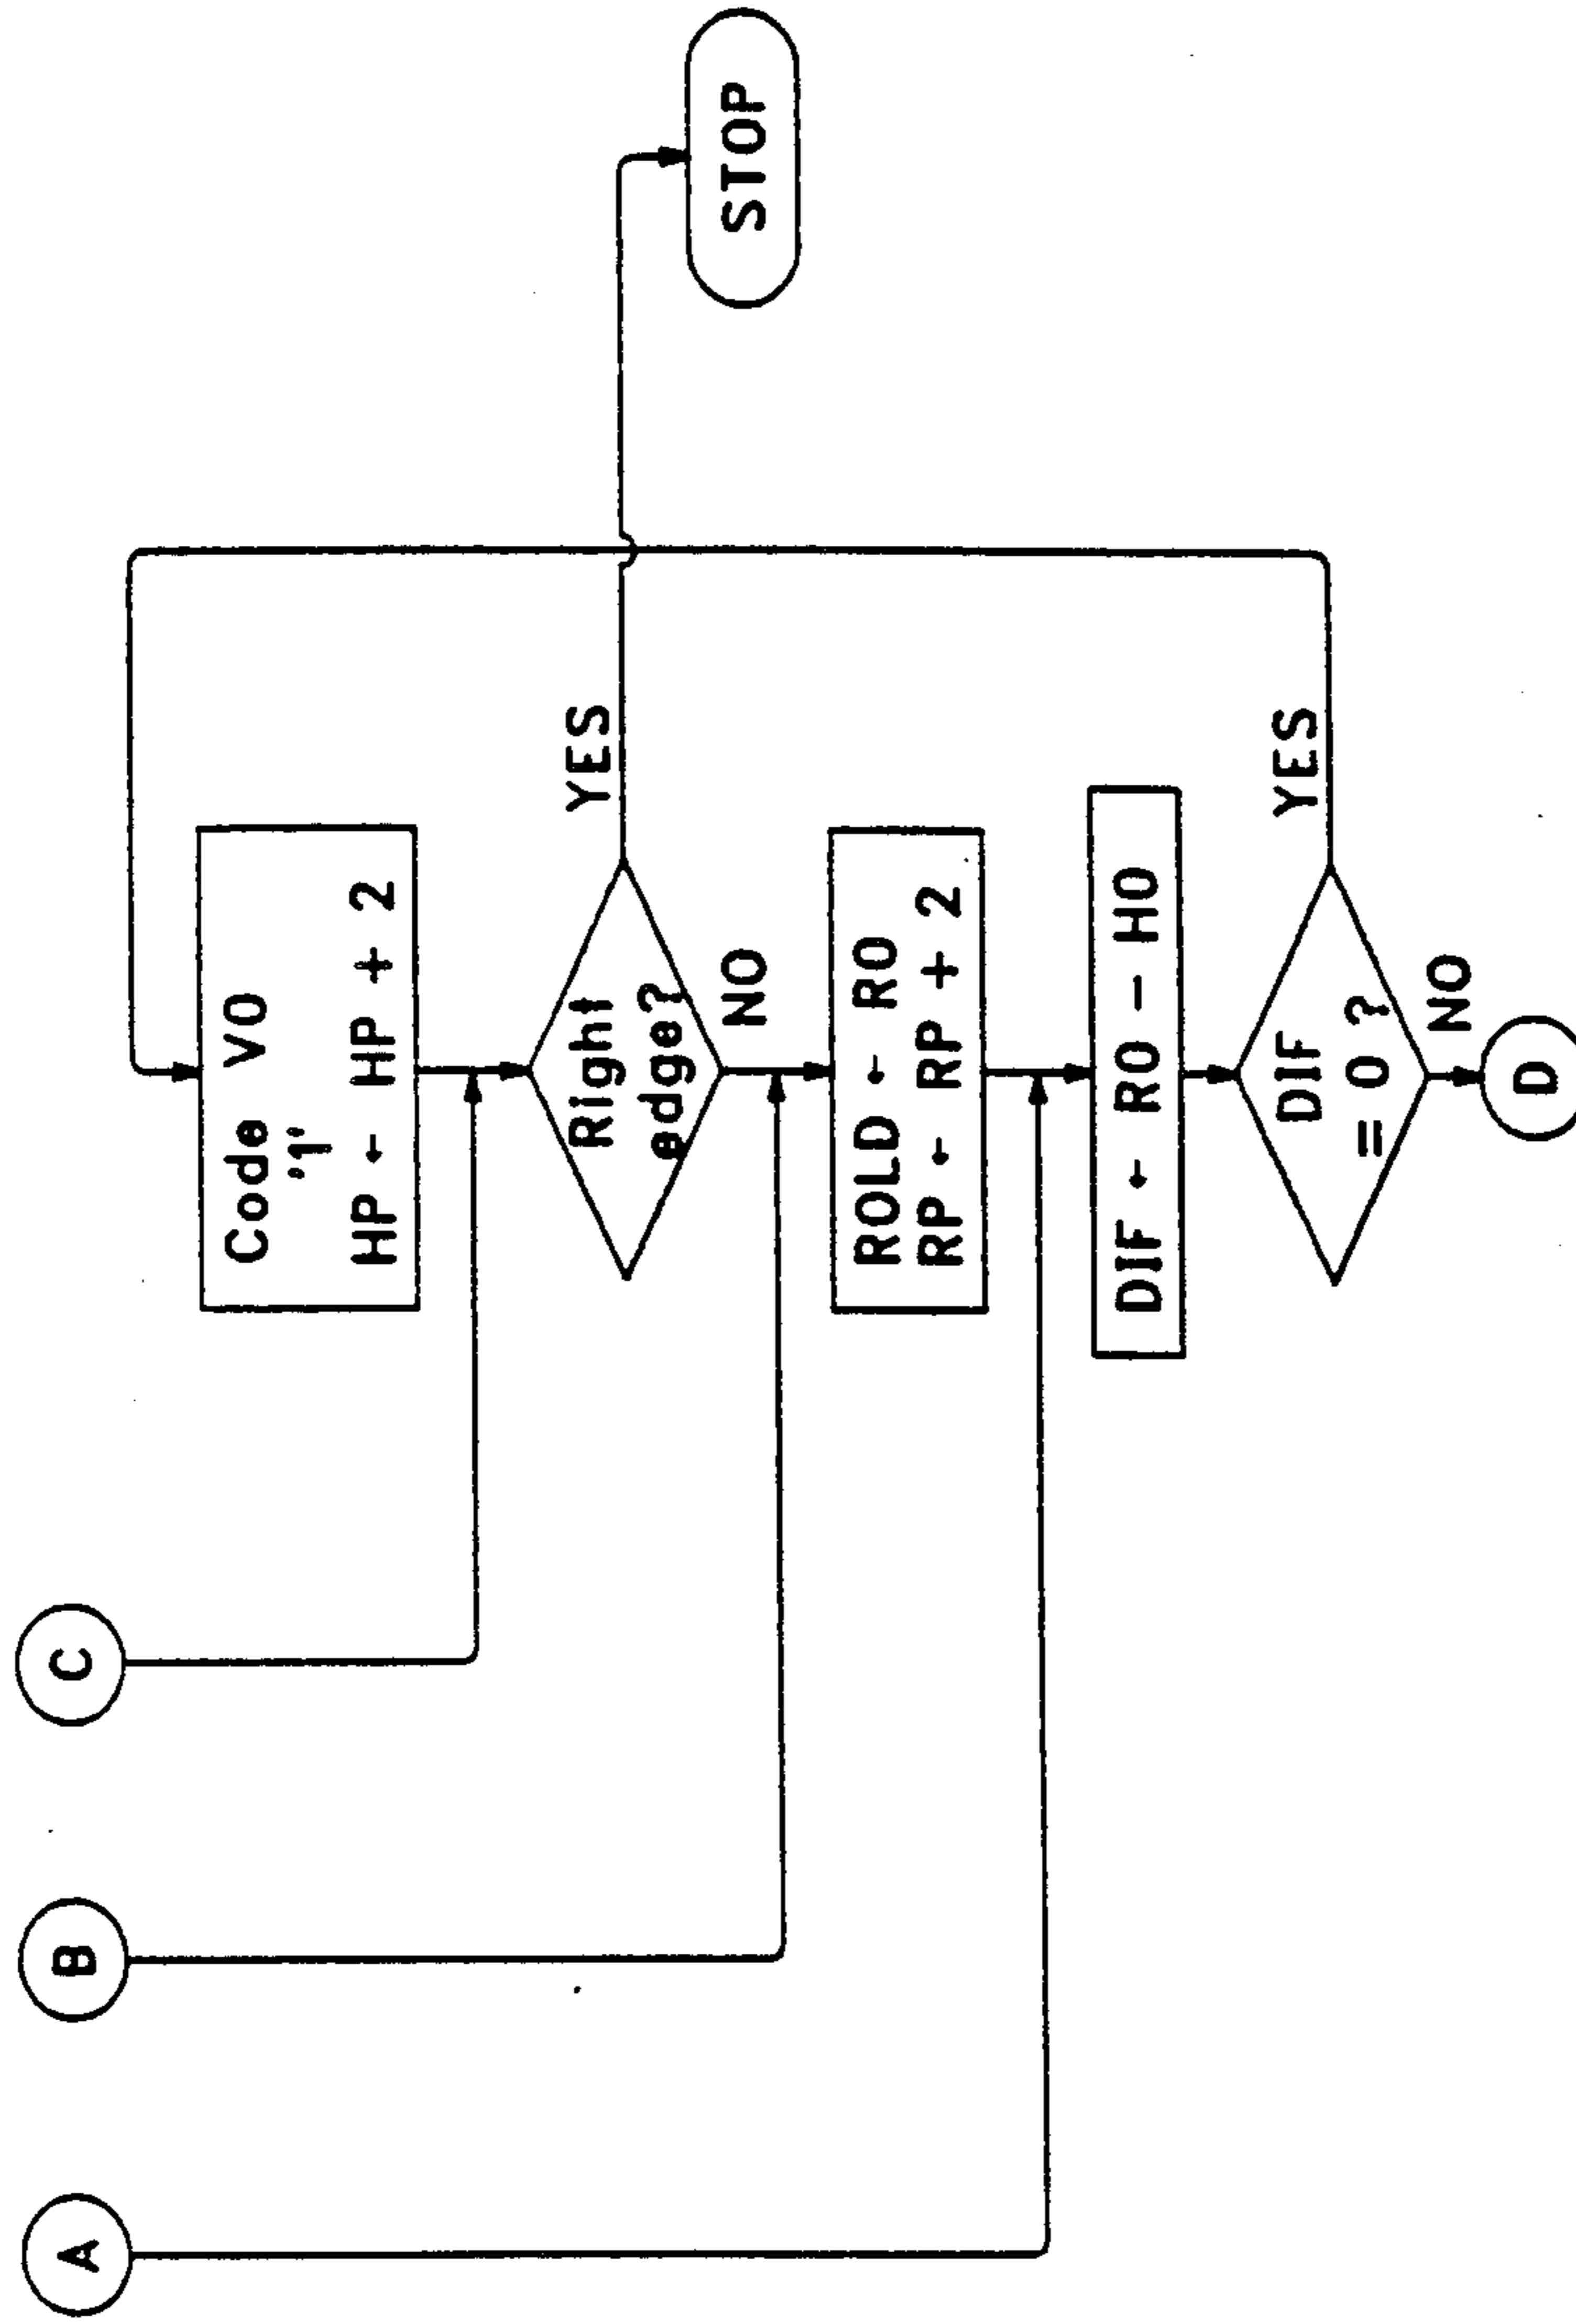 A
B
C
Code V0
'1'
HP ← HP + 2
Right
edge?
YES
NO
STOP
ROLD ← R0
RP ← RP + 2
DIF ← R0 - H0
DIF
= 0 ?
YES
NO
D